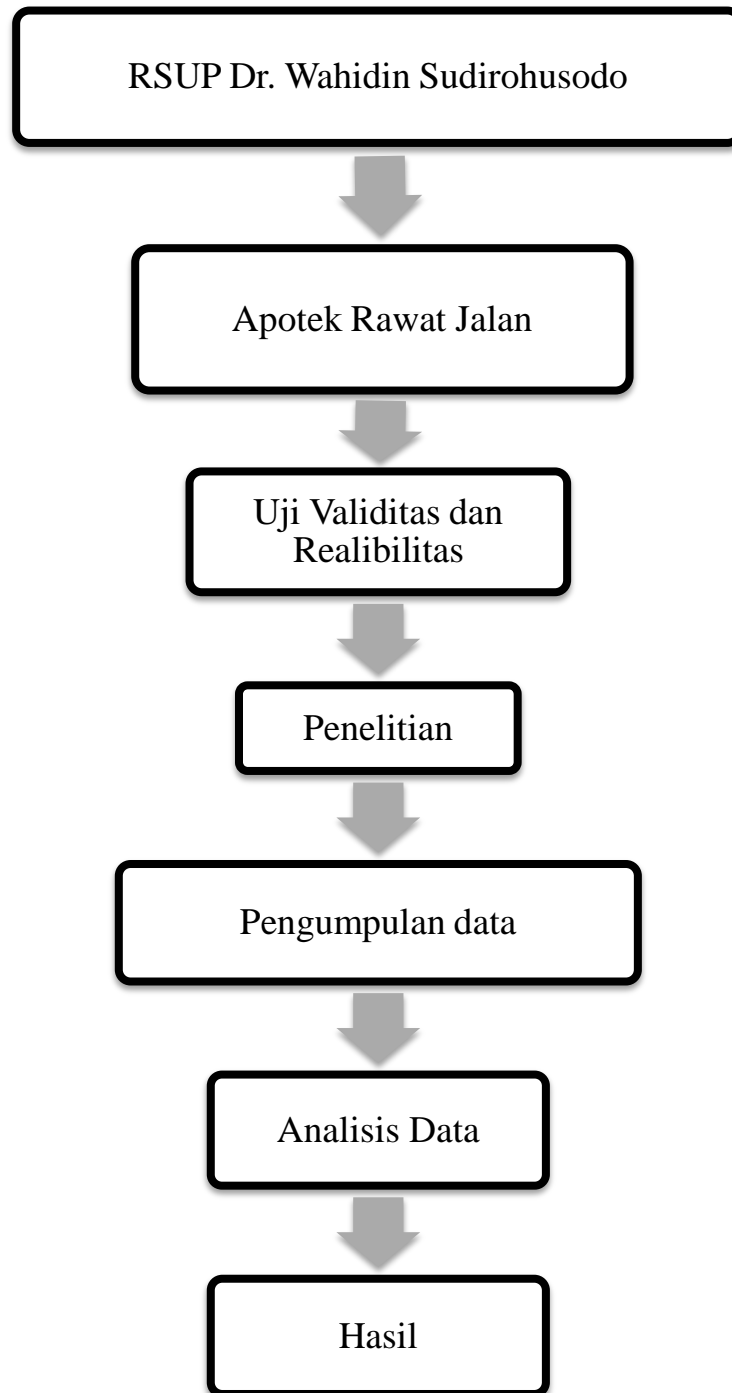 RSUP Dr. Wahidin Sudirohusodo
Apotek Rawat Jalan
Uji Validitas dan
Realibilitas
Penelitian
Pengumpulan data
Analisis Data
Hasil